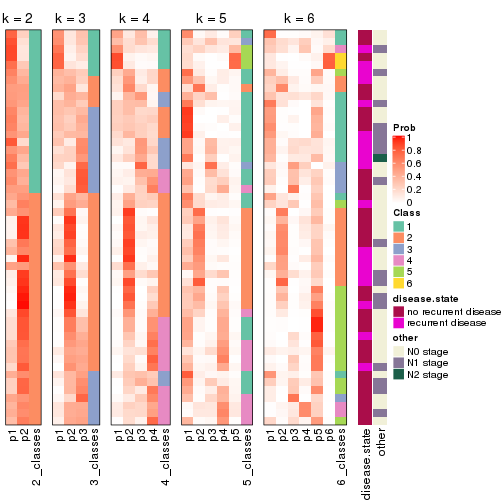 k = 2
k = 3
k = 4
k = 5
k = 6
Prob
1
0.8
0.6
0.4
0.2
0
Class
1
2
3
4
5
6
disease.state
no recurrent disease
recurrent disease
other
N0 stage
N1 stage
N2 stage
p1
p2
2_classes
p1
p2
p3
3_classes
p1
p2
p3
p4
4_classes
p1
p2
p3
p4
p5
5_classes
p1
p2
p3
p4
p5
p6
6_classes
disease.state
other